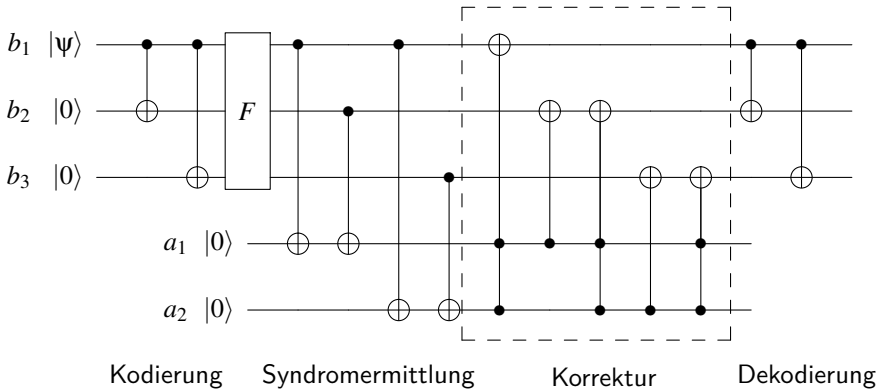 b₁ |ψ⟩
b₂ |0⟩ F
b₃ |0⟩
a₁ |0⟩
a₂ |0⟩
Kodierung Syndromermittlung Korrektur Dekodierung